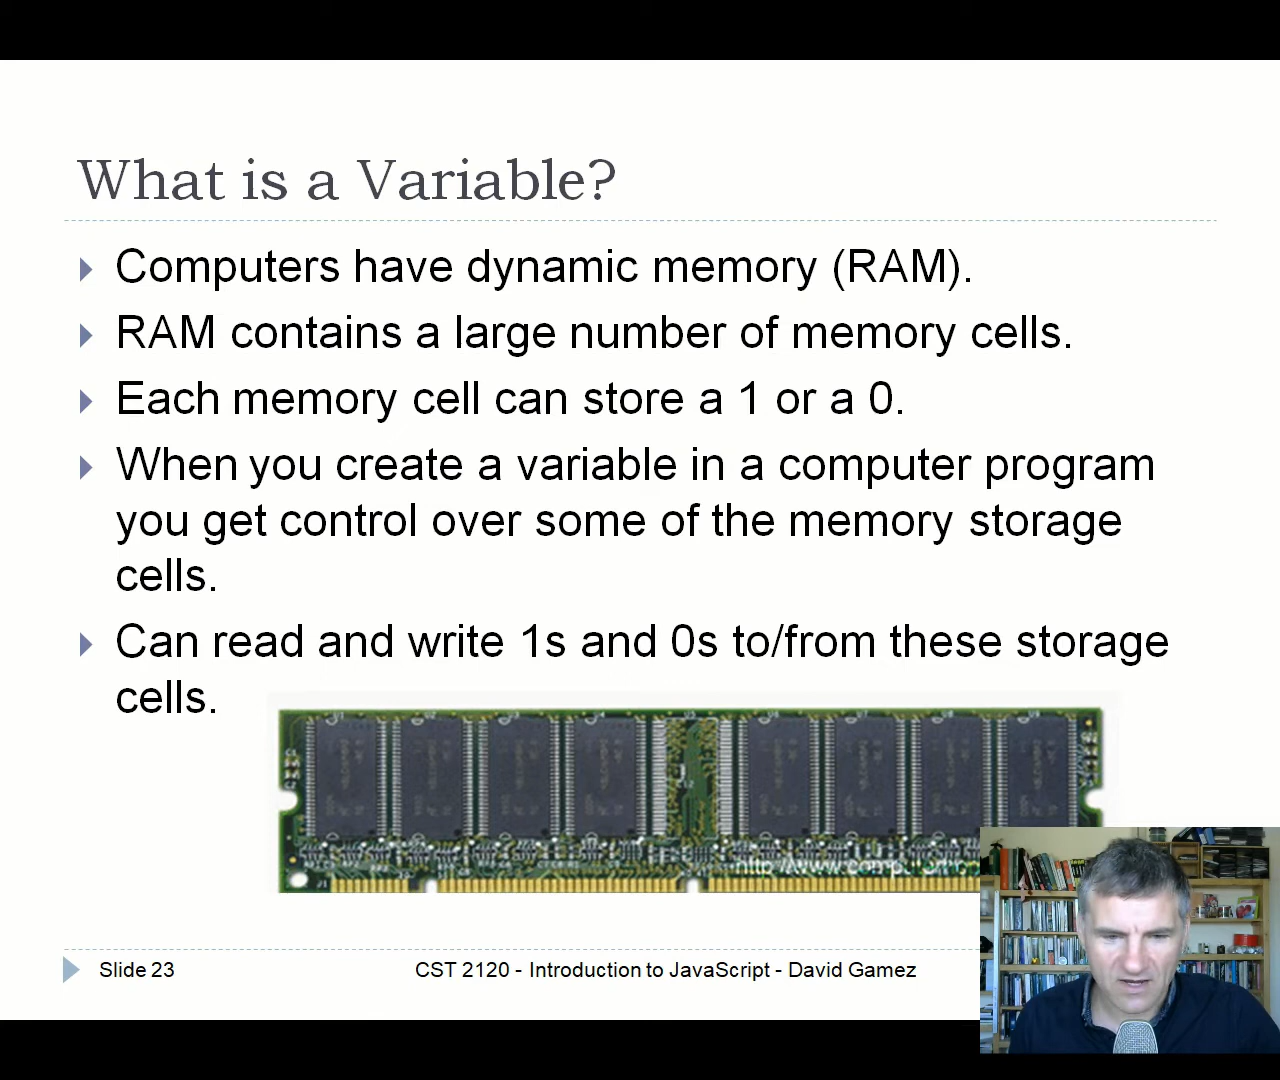 What is a Variable?
Computers have dynamic memory (RAM).
RAM contains a large number of memory cells.
Each memory cell can store a 1 or a 0.
When you create a variable in a computer program
you get control over some of the memory storage
cells.
Can read and write 1s and 0s to/from these storage
cells.
Slide 23
CST 2120 - Introduction to JavaScript - David Gamez